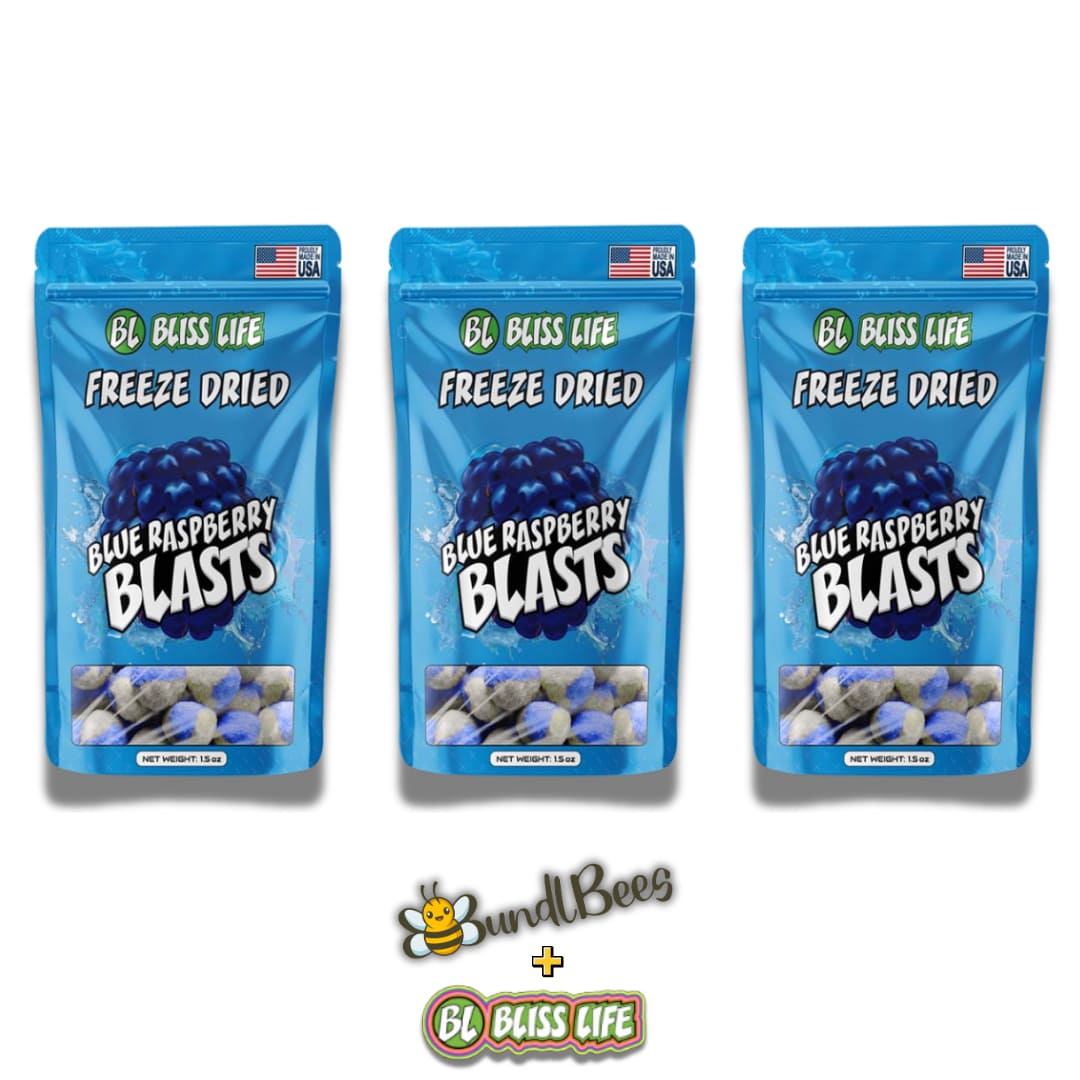 PROUDLY
MADE IN
USA
BL BLISS LIFE
FREEZE DRIED
BLUE RASPBERRY
BLASTS
NET WEIGHT: 1.5 oz
PROUDLY
MADE IN
USA
BL BLISS LIFE
FREEZE DRIED
BLUE RASPBERRY
BLASTS
NET WEIGHT: 1.5 oz
PROUDLY
MADE IN
USA
BL BLISS LIFE
FREEZE DRIED
BLUE RASPBERRY
BLASTS
NET WEIGHT: 1.5 oz
BundlBees
+
BL BLISS LIFE